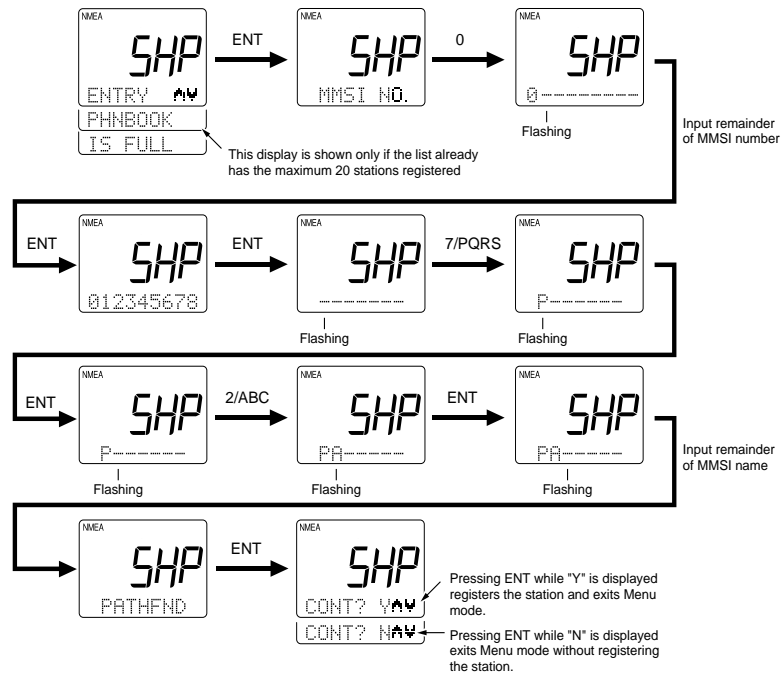 NMEA
SHP
ENTRY
PHNBOOK
IS FULL
ENT
NMEA
SHP
MMSI NO.
0
NMEA
SHP
0--------
Flashing
Input remainder
of MMSI number
This display is shown only if the list already
has the maximum 20 stations registered
ENT
NMEA
SHP
012345678
ENT
NMEA
SHP
-------
Flashing
7/PQRS
NMEA
SHP
P------
Flashing
ENT
NMEA
SHP
P------
Flashing
2/ABC
NMEA
SHP
PA-----
Flashing
ENT
NMEA
SHP
PA-----
Flashing
Input remainder
of MMSI name
NMEA
SHP
PATHFND
ENT
NMEA
SHP
CONT? Y
CONT? N
Pressing ENT while "Y" is displayed
registers the station and exits Menu
mode.
Pressing ENT while "N" is displayed
exits Menu mode without registering
the station.